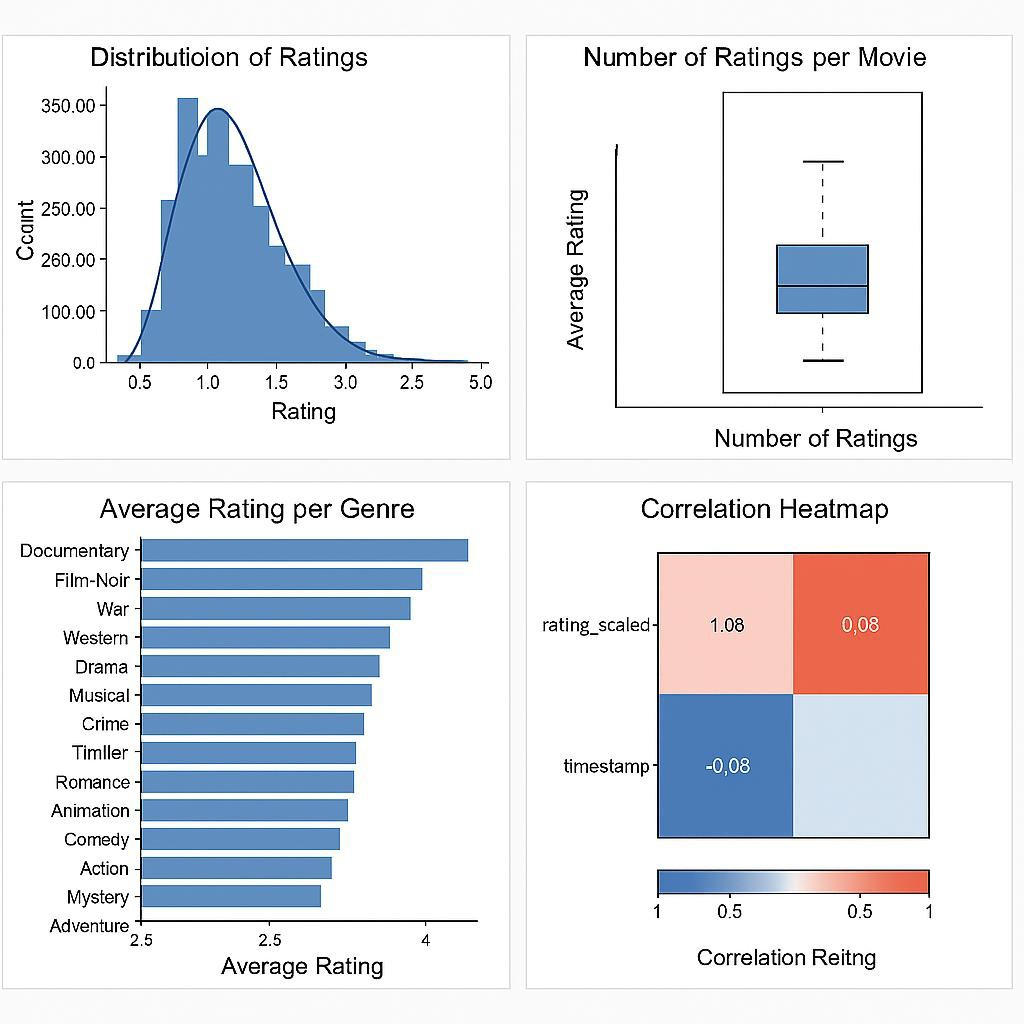 Distributioion of Ratings
Ccaınt
350.00
300.00
250.00
260.00
100.00
0.0
0.5 1.0 1.5 3.0 2.5 5.0
Rating
Number of Ratings per Movie
Average Rating
Number of Ratings
Average Rating per Genre
Documentary
Film-Noir
War
Western
Drama
Musical
Crime
Timller
Romance
Animation
Comedy
Action
Mystery
Adventure
2.5 2.5 4
Average Rating
Correlation Heatmap
rating_scaled 1.08 0,08
timestamp -0,08
1 0.5 0.5 1
Correlation Reitng